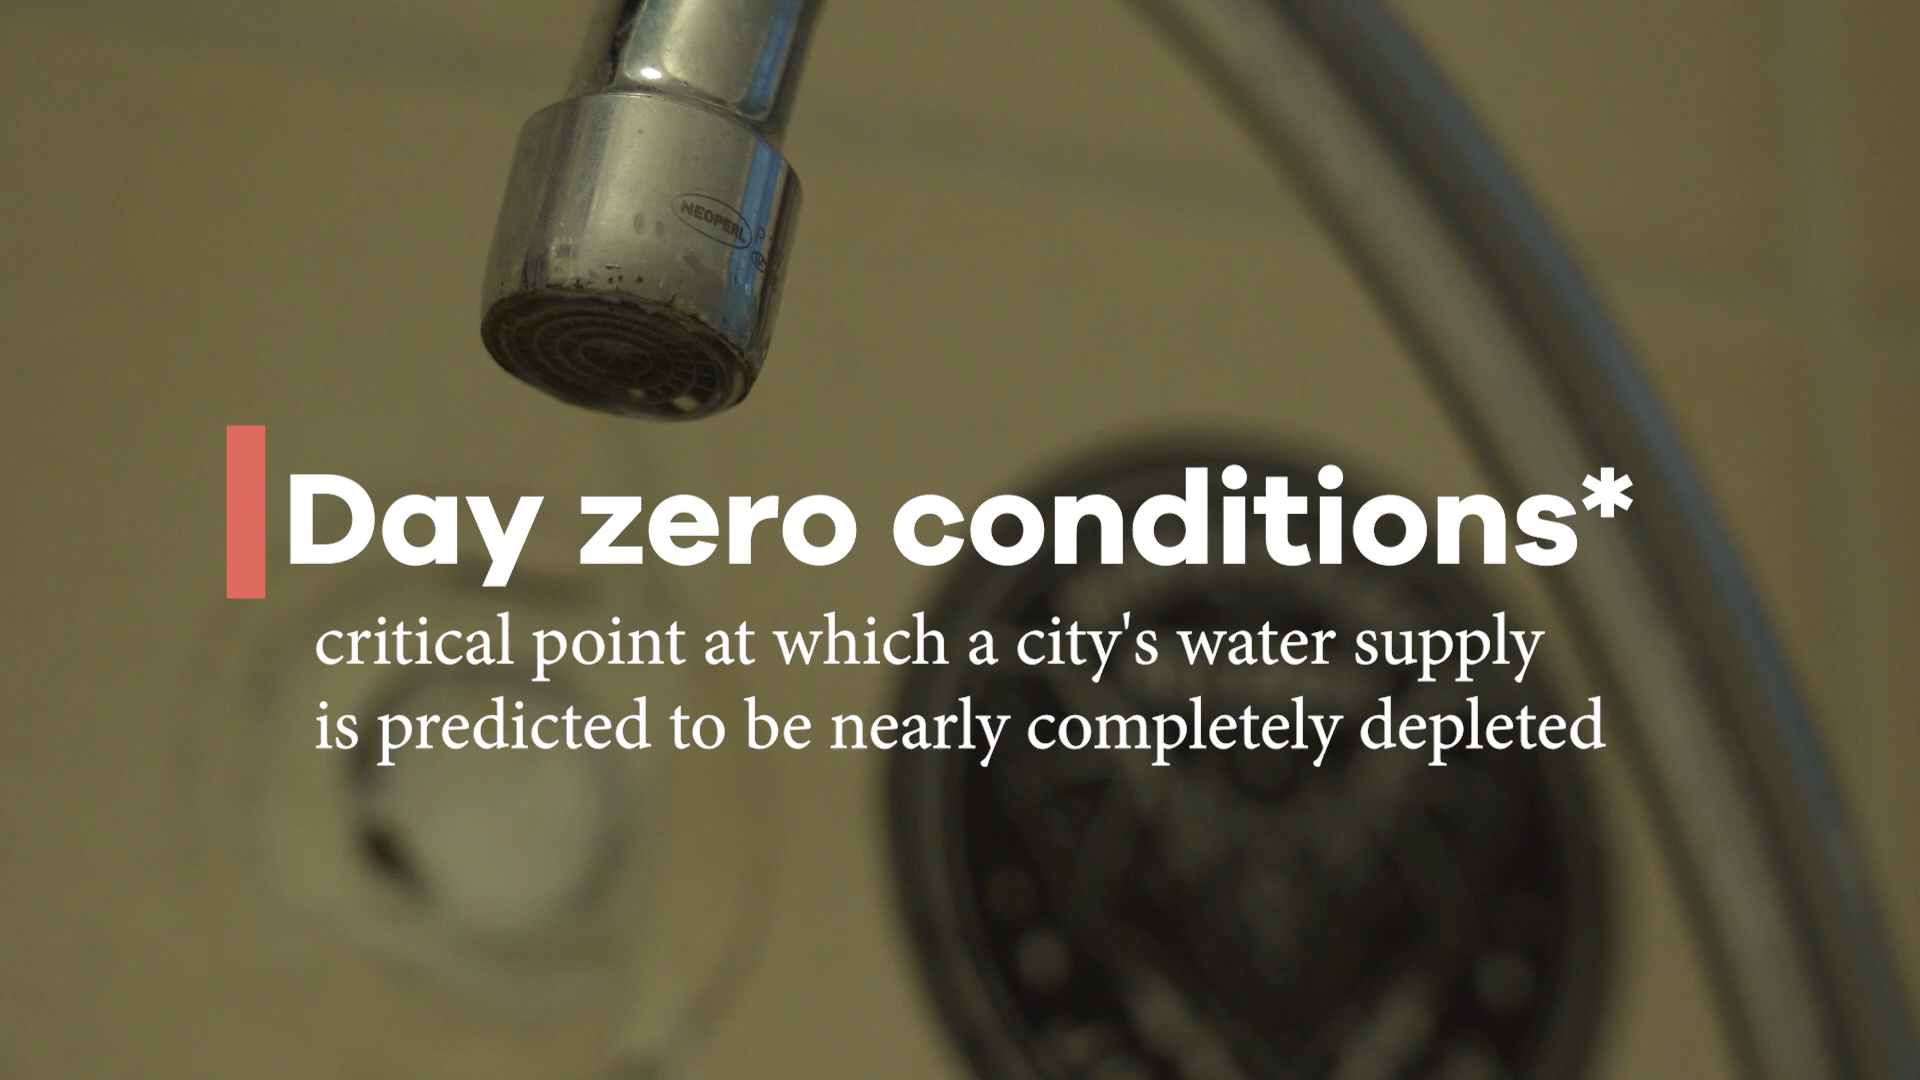 NEOPERL
Day zero conditions*
critical point at which a city's water supply
is predicted to be nearly completely depleted